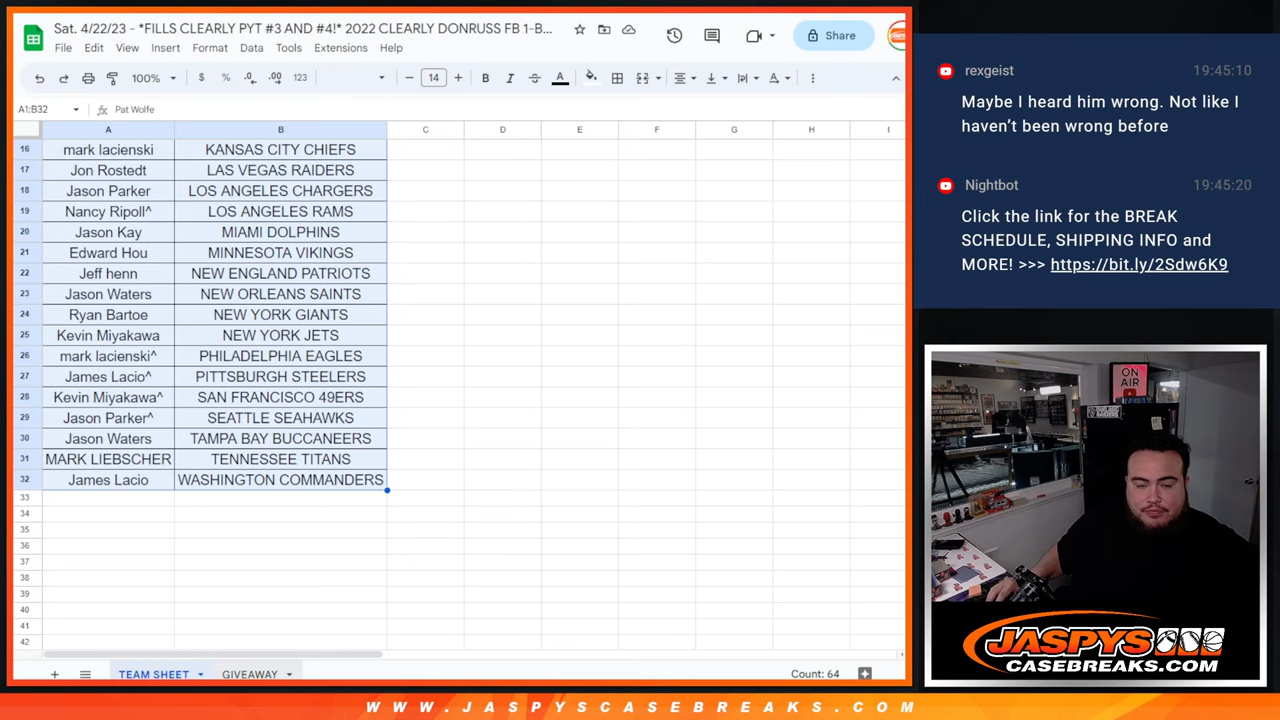 Sat. 4/22/23 - *FILLS CLEARLY PYT #3 AND #4!* 2022 CLEARLY DONRUSS FB 1-B...
File Edit View Insert Format Data Tools Extensions Help
Share
100% $ % .0 .00 123 14 B I A
A1:B32 fx Pat Wolfe
A B C D E F G H I
16 mark lacienski KANSAS CITY CHIEFS
17 Jon Rostedt LAS VEGAS RAIDERS
18 Jason Parker LOS ANGELES CHARGERS
19 Nancy Ripoll^ LOS ANGELES RAMS
20 Jason Kay MIAMI DOLPHINS
21 Edward Hou MINNESOTA VIKINGS
22 Jeff henn NEW ENGLAND PATRIOTS
23 Jason Waters NEW ORLEANS SAINTS
24 Ryan Bartoe NEW YORK GIANTS
25 Kevin Miyakawa NEW YORK JETS
26 mark lacienski^ PHILADELPHIA EAGLES
27 James Lacio^ PITTSBURGH STEELERS
28 Kevin Miyakawa^ SAN FRANCISCO 49ERS
29 Jason Parker^ SEATTLE SEAHAWKS
30 Jason Waters TAMPA BAY BUCCANEERS
31 MARK LIEBSCHER TENNESSEE TITANS
32 James Lacio WASHINGTON COMMANDERS
33
34
35
36
37
38
39
40
41
42
TEAM SHEET GIVEAWAY Count: 64
rexgeist 19:45:10
Maybe I heard him wrong. Not like I
haven’t been wrong before
Nightbot 19:45:20
Click the link for the BREAK
SCHEDULE, SHIPPING INFO and
MORE! >>> https://bit.ly/2Sdw6K9
ON
AIR
JASPYS
CASEBREAKS.COM
WWW.JASPYSCASEBREAKS.COM